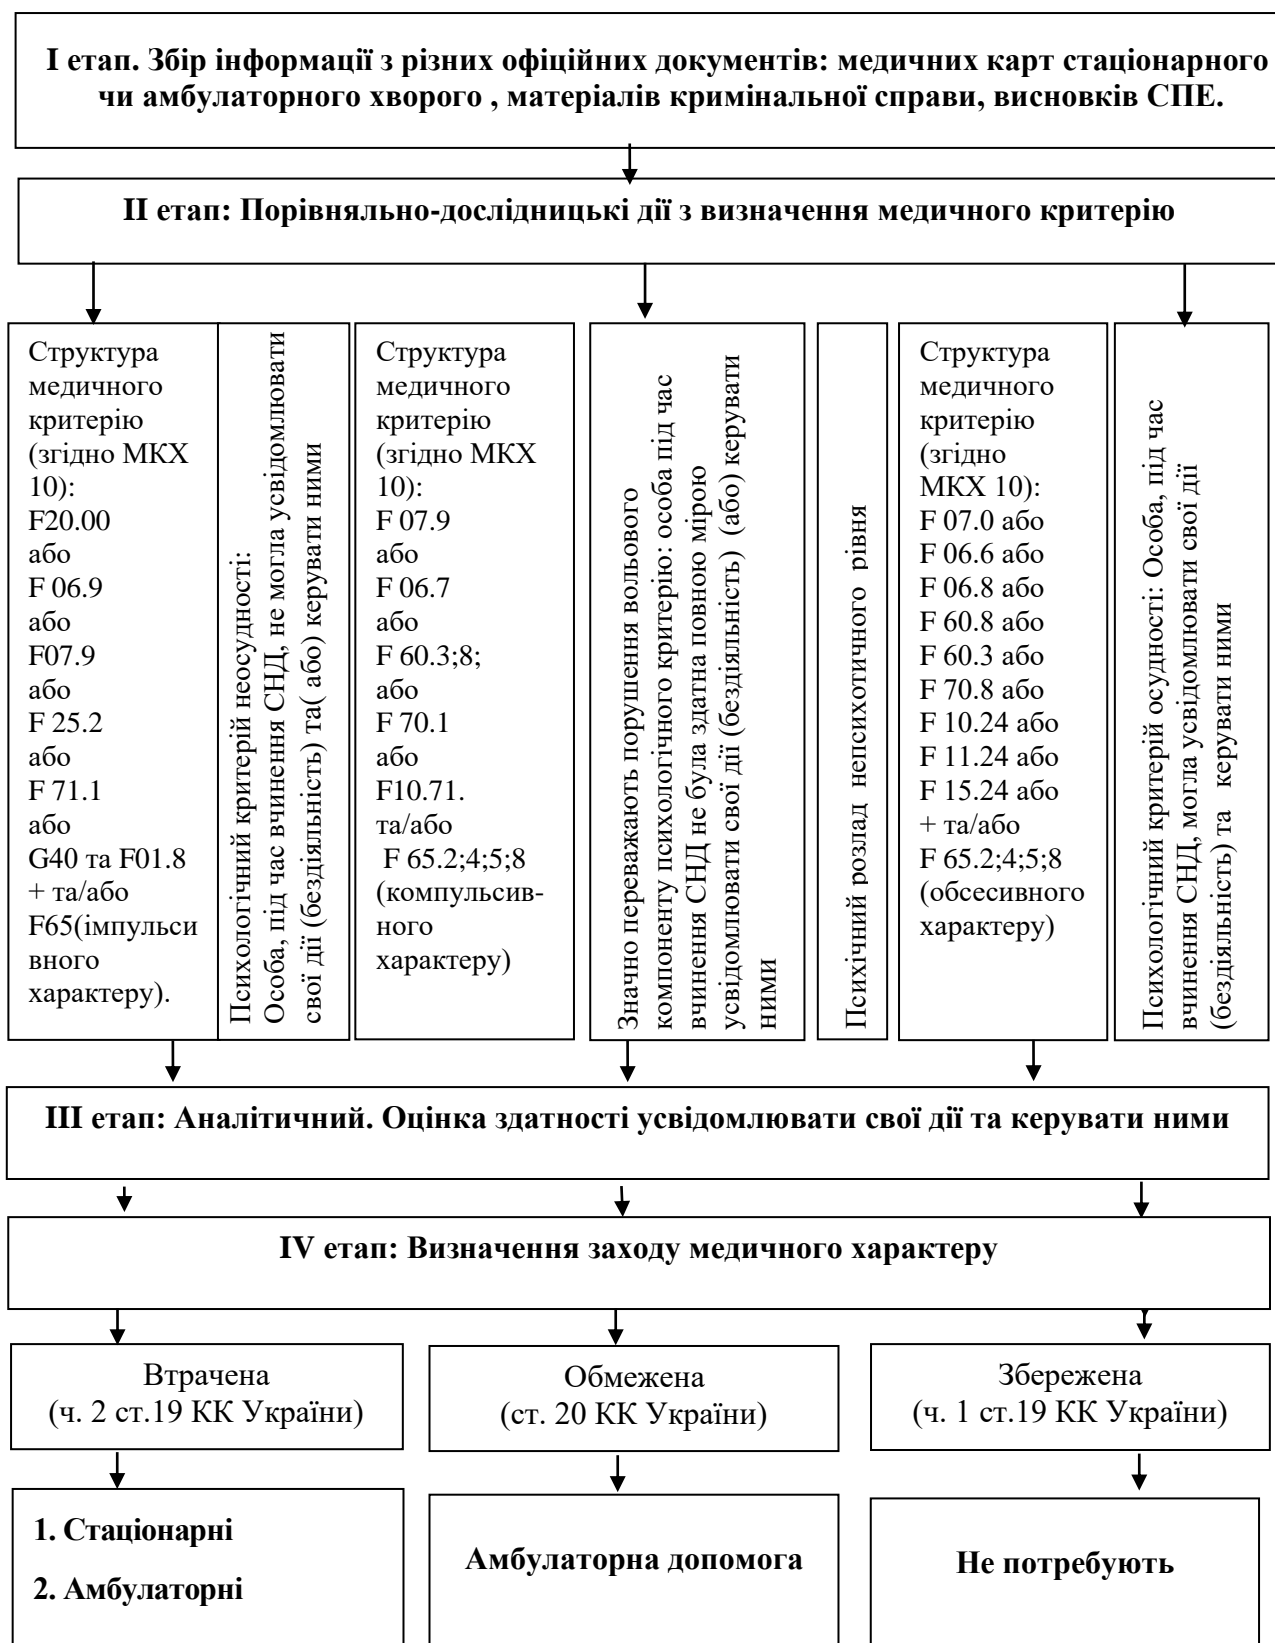 І етап. Збір інформації з різних офіційних документів: медичних карт стаціонарного
чи амбулаторного хворого , матеріалів кримінальної справи, висновків СПЕ.
ІІ етап: Порівняльно-дослідницькі дії з визначення медичного критерію
Структура
медичного
критерію
(згідно МКХ
10):
F20.00
або
F 06.9
або
F07.9
або
F 25.2
або
F 71.1
або
G40 та F01.8
+ та/або
F65(імпульси
вного
характеру).
Психологічний критерій неосудності:
Особа, під час вчинення СНД, не могла усвідомлювати
свої дії (бездіяльність) та( або) керувати ними
Структура
медичного
критерію
(згідно МКХ
10):
F 07.9
або
F 06.7
або
F 60.3;8;
або
F 70.1
або
F10.71.
та/або
F 65.2;4;5;8
(компульсив-
ного
характеру)
Значно переважають порушення вольового
компоненту психологічного критерію: особа під час
вчинення СНД не була здатна повною мірою
усвідомлювати свої дії (бездіяльність) (або) керувати
ними
Психічний розлад непсихотичного рівня
Структура
медичного
критерію
(згідно
МКХ 10):
F 07.0 або
F 06.6 або
F 06.8 або
F 60.8 або
F 60.3 або
F 70.8 або
F 10.24 або
F 11.24 або
F 15.24 або
+ та/або
F 65.2;4;5;8
(обсесивного
характеру)
Психологічний критерій осудності: Особа, під час
вчинення СНД, могла усвідомлювати свої дії
(бездіяльність) та керувати ними
ІІІ етап: Аналітичний. Оцінка здатності усвідомлювати свої дії та керувати ними
IV етап: Визначення заходу медичного характеру
Втрачена
(ч. 2 ст.19 КК України)
Обмежена
(ст. 20 КК України)
Збережена
(ч. 1 ст.19 КК України)
1. Стаціонарні
2. Амбулаторні
Амбулаторна допомога
Не потребують